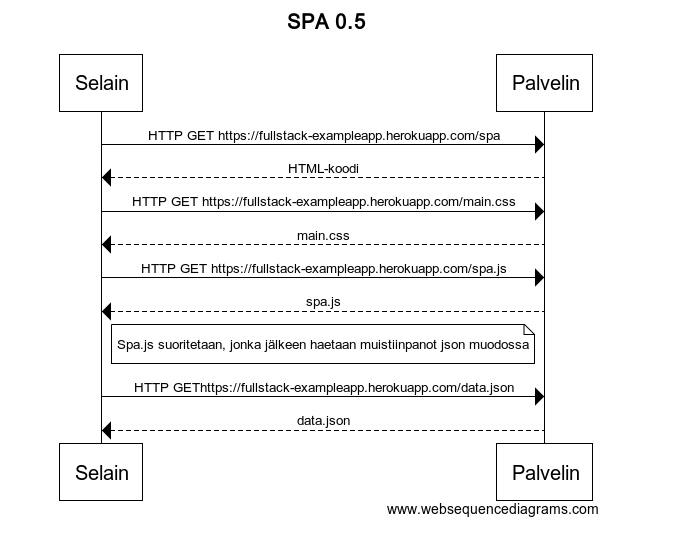 SPA 0.5
Selain
Palvelin
HTTP GET https://fullstack-exampleapp.herokuapp.com/spa
HTML-koodi
HTTP GET https://fullstack-exampleapp.herokuapp.com/main.css
main.css
HTTP GET https://fullstack-exampleapp.herokuapp.com/spa.js
spa.js
Spa.js suoritetaan, jonka jälkeen haetaan muistiinpanot json muodossa
HTTP GEThttps://fullstack-exampleapp.herokuapp.com/data.json
data.json
Selain
Palvelin
www.websequencediagrams.com